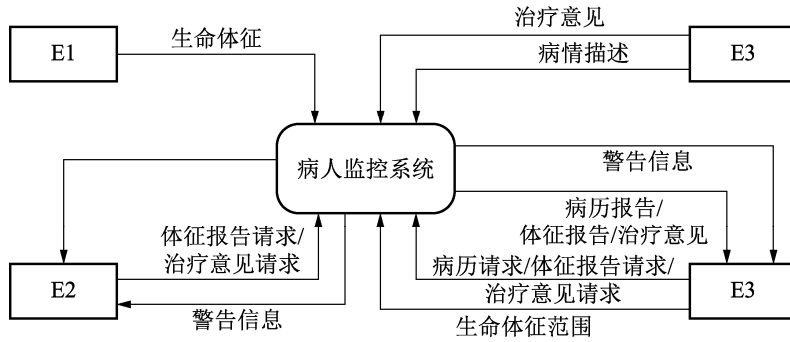 治疗意见
E1
生命体征
E3
病情描述
病人监控系统
警告信息
病历报告/
体征报告/治疗意见
体征报告请求/
治疗意见请求
病历请求/体征报告请求/
治疗意见请求
E2
E3
警告信息
生命体征范围